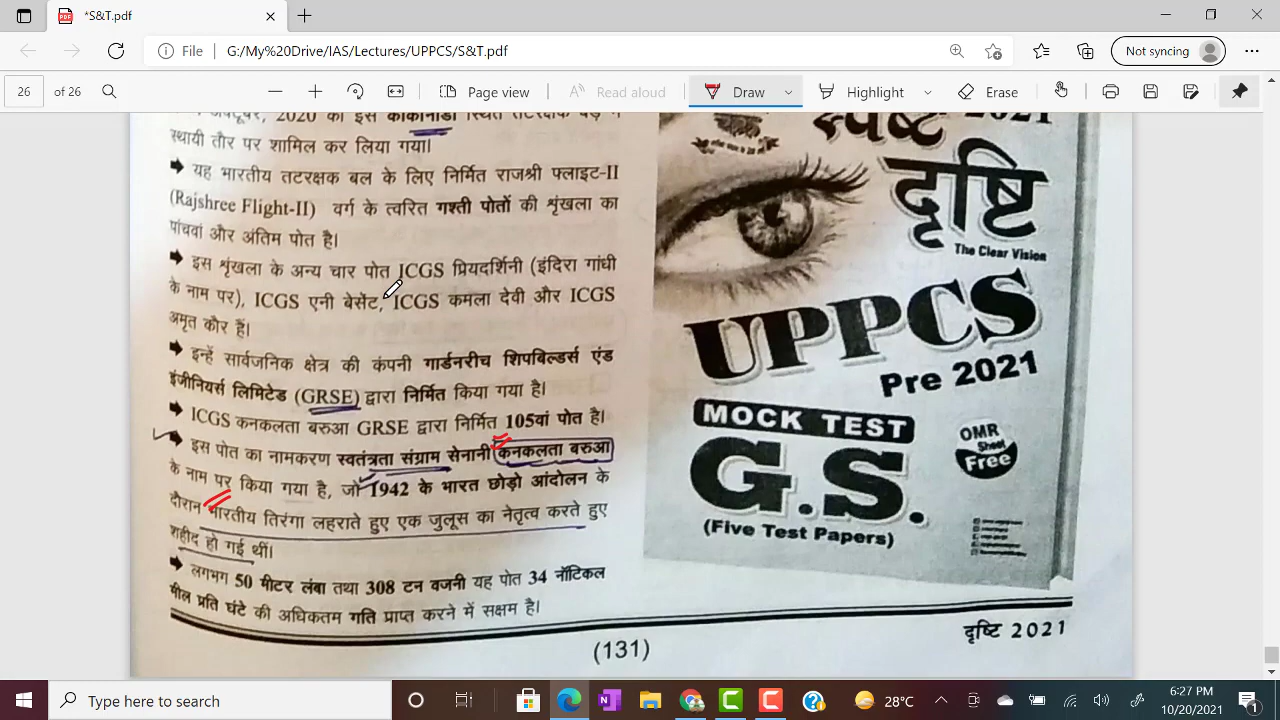 *S&T.pdf
File
G:/My%20Drive/IAS/Lectures/UPPCS/S&T.pdf
Not syncing
26 of 26
Page view
Read aloud
Draw
Highlight
Erase
2020 को इस काकीनाडा स्थित तटरक्षक
स्थायी तौर पर शामिल कर लिया गया।
➡ यह भारतीय तटरक्षक बल के लिए निर्मित राजश्री फ्लाइट-II
(Rajshree Flight-II) वर्ग के त्वरित गश्ती पोतों की शृंखला का
पांचवां और अंतिम पोत है।
➡ इस शृंखला के अन्य चार पोत ICGS प्रियदर्शिनी (इंदिरा गांधी
के नाम पर), ICGS एनी बेसेंट, ICGS कमला देवी और ICGS
अमृत कौर हैं।
➡ इन्हें सार्वजनिक क्षेत्र की कंपनी गार्डनरीच शिपबिल्डर्स एंड
इंजीनियर्स लिमिटेड (GRSE) द्वारा निर्मित किया गया है।
➡ ICGS कनकलता बरुआ GRSE द्वारा निर्मित 105वां पोत है।
➡ इस पोत का नामकरण स्वतंत्रता संग्राम सेनानी कनकलता बरुआ
के नाम पर किया गया है, जो 1942 के भारत छोड़ो आंदोलन के
दौरान भारतीय तिरंगा लहराते हुए एक जुलूस का नेतृत्व करते हुए
शहीद हो गई थीं।
➡ लगभग 50 मीटर लंबा तथा 308 टन वजनी यह पोत 34 नॉटिकल
मील प्रति घंटे की अधिकतम गति प्राप्त करने में सक्षम है।
(131)
दृष्टि 2021
स्पष्ट
2021
दृष्टि
The Clear Vision
UPPCS
Pre 2021
MOCK TEST
G.S.
(Five Test Papers)
OMR
Sheet
Free
Type here to search
28°C
6:27 PM
10/20/2021